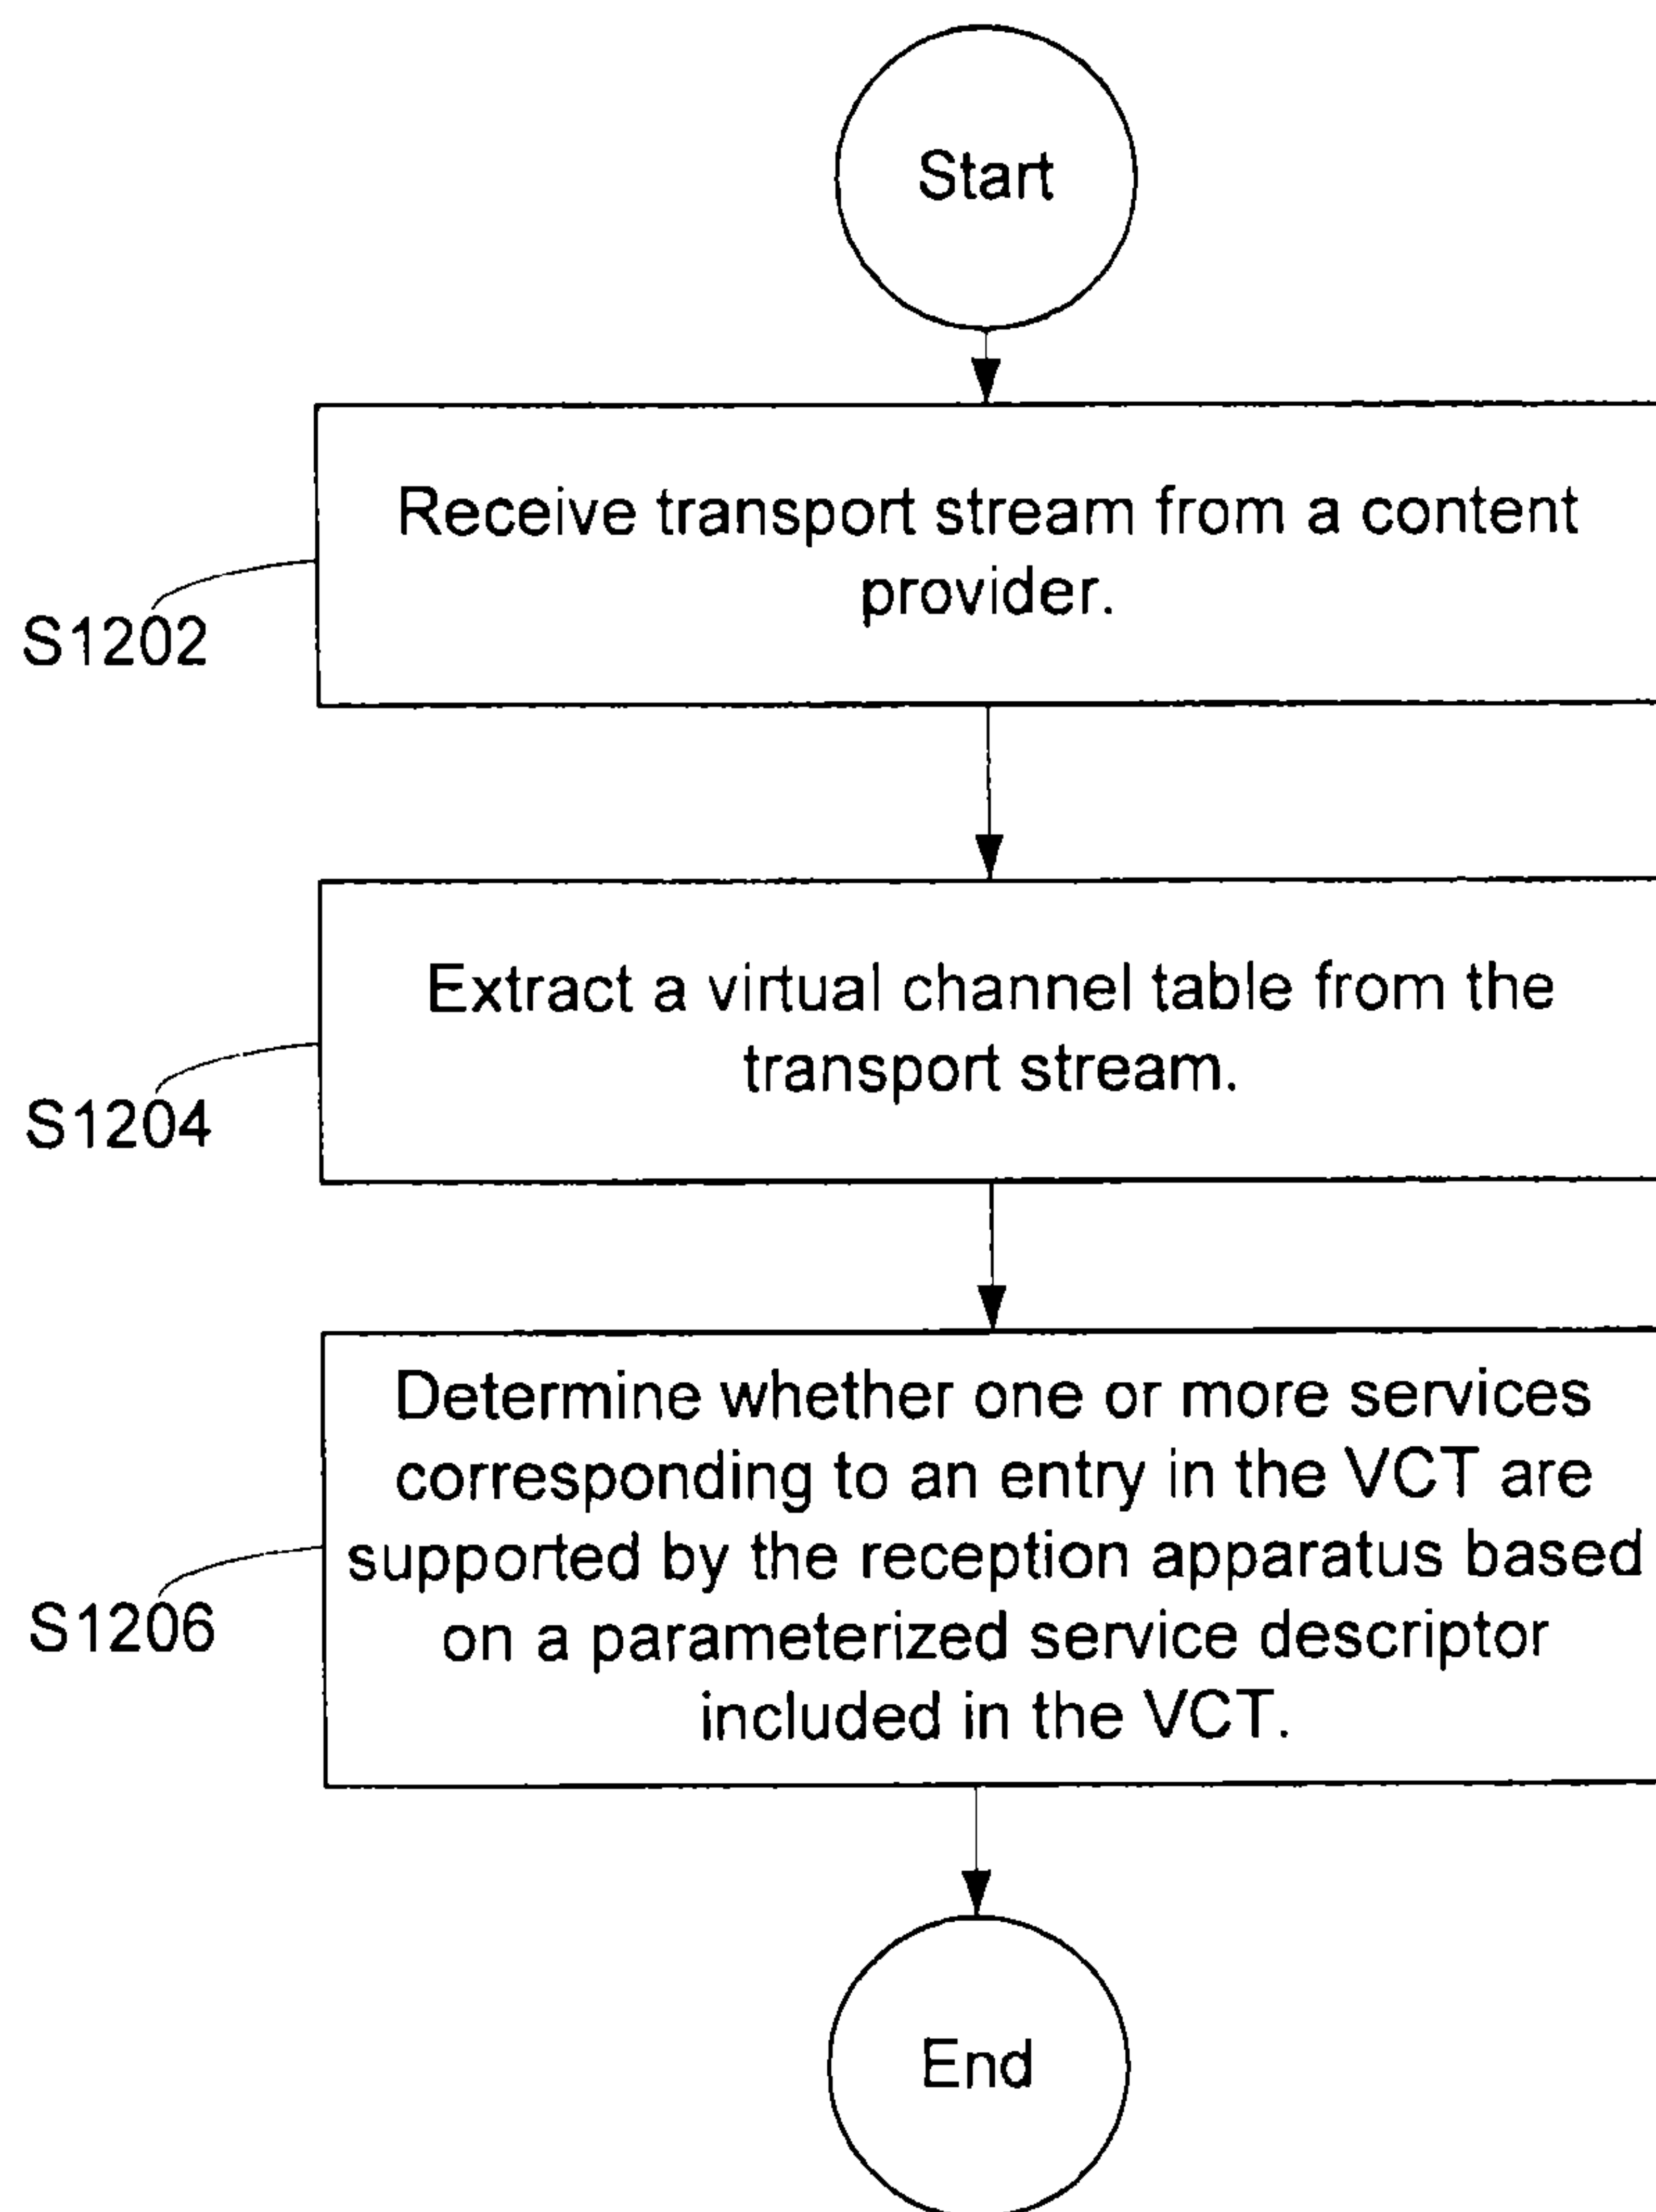 Start
Receive transport stream from a content
provider.
S1202
Extract a virtual channel table from the
transport stream.
S1204
Determine whether one or more services
corresponding to an entry in the VCT are
supported by the reception apparatus based
on a parameterized service descriptor
included in the VCT.
S1206
End